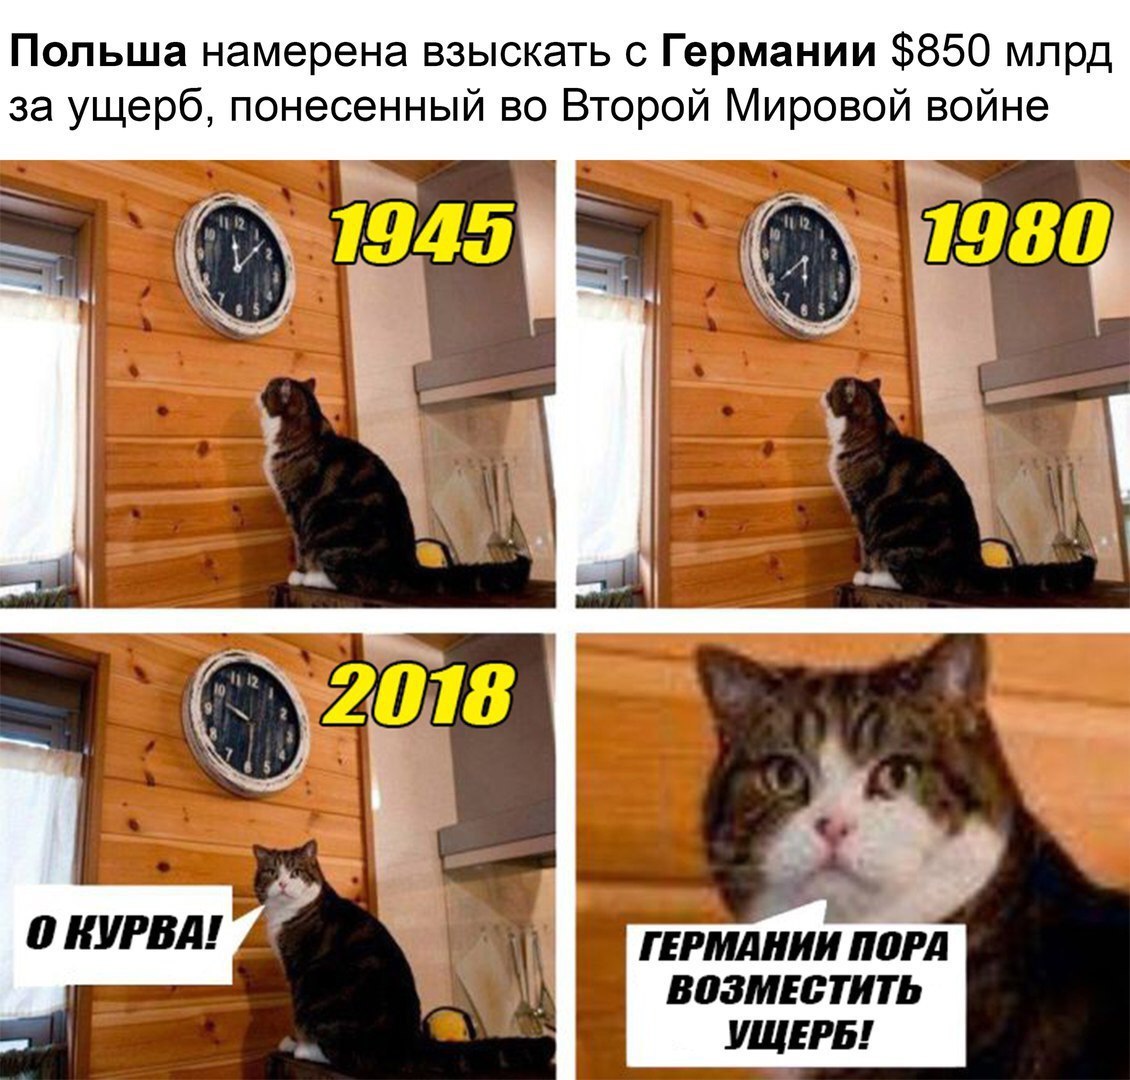 Польша намерена взыскать с Германии $850 млрд
за ущерб, понесенный во Второй Мировой войне
1945
1980
2018
О КУРВА!
ГЕРМАНИИ ПОРА
ВОЗМЕСТИТЬ
УЩЕРБ!